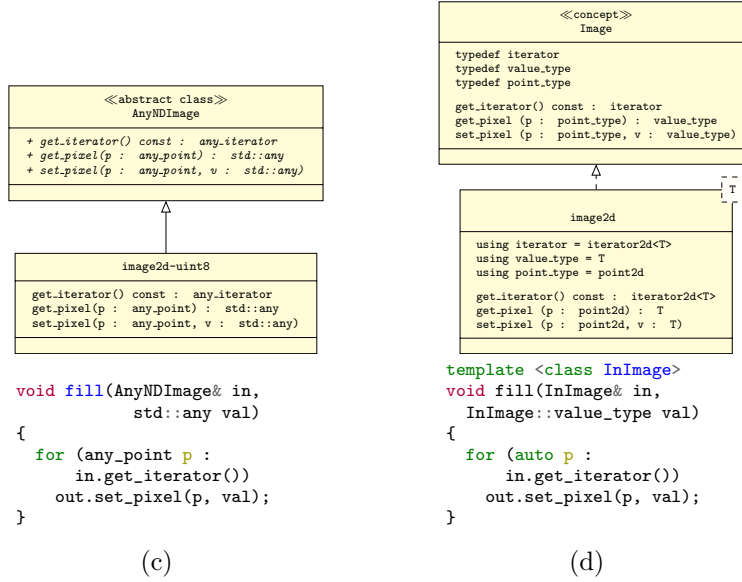 ≪abstract class≫
AnyNDImage
+ get_iterator() const : any_iterator
+ get_pixel(p : any_point) : std::any
+ set_pixel(p : any_point, v : std::any)
image2d-uint8
get_iterator() const : any_iterator
get_pixel(p : any_point) : std::any
set_pixel(p : any_point, v : std::any)
void fill(AnyNDImage& in,
std::any val)
{
for (any_point p :
in.get_iterator())
out.set_pixel(p, val);
}
(c)
≪concept≫
Image
typedef iterator
typedef value_type
typedef point_type
get_iterator() const : iterator
get_pixel (p : point_type) : value_type
set_pixel (p : point_type, v : value_type)
T
image2d
using iterator = iterator2d<T>
using value_type = T
using point_type = point2d
get_iterator() const : iterator2d<T>
get_pixel (p : point2d) : T
set_pixel (p : point2d, v : T)
template <class InImage>
void fill(InImage& in,
InImage::value_type val)
{
for (auto p :
in.get_iterator())
out.set_pixel(p, val);
}
(d)